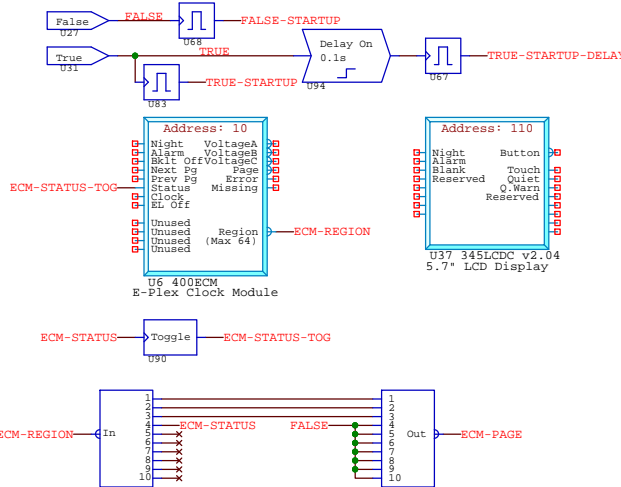 False
FALSE
FALSE-STARTUP
U27
U68
True
TRUE
Delay On
0.1s
TRUE-STARTUP-DELAY
U31
U94
U67
TRUE-STARTUP
U83
Address: 10
Night VoltageA
Alarm VoltageB
Bklt Off VoltageC
Next Pg Page
Prev Pg Error
ECM-STATUS-TOG Status Missing
Clock
EL Off
Unused
Unused Region ECM-REGION
Unused (Max 64)
Unused
U6 400ECM
E-Plex Clock Module
Address: 110
Night Button
Alarm
Blank Touch
Reserved Quiet
Q.Warn
Reserved
U37 345LCDC v2.04
5.7" LCD Display
ECM-STATUS Toggle ECM-STATUS-TOG
U90
1 1
2 2
3 3
4 ECM-STATUS FALSE 4
ECM-REGION In 5 5 Out ECM-PAGE
6 6
7 7
8 8
9 9
10 10